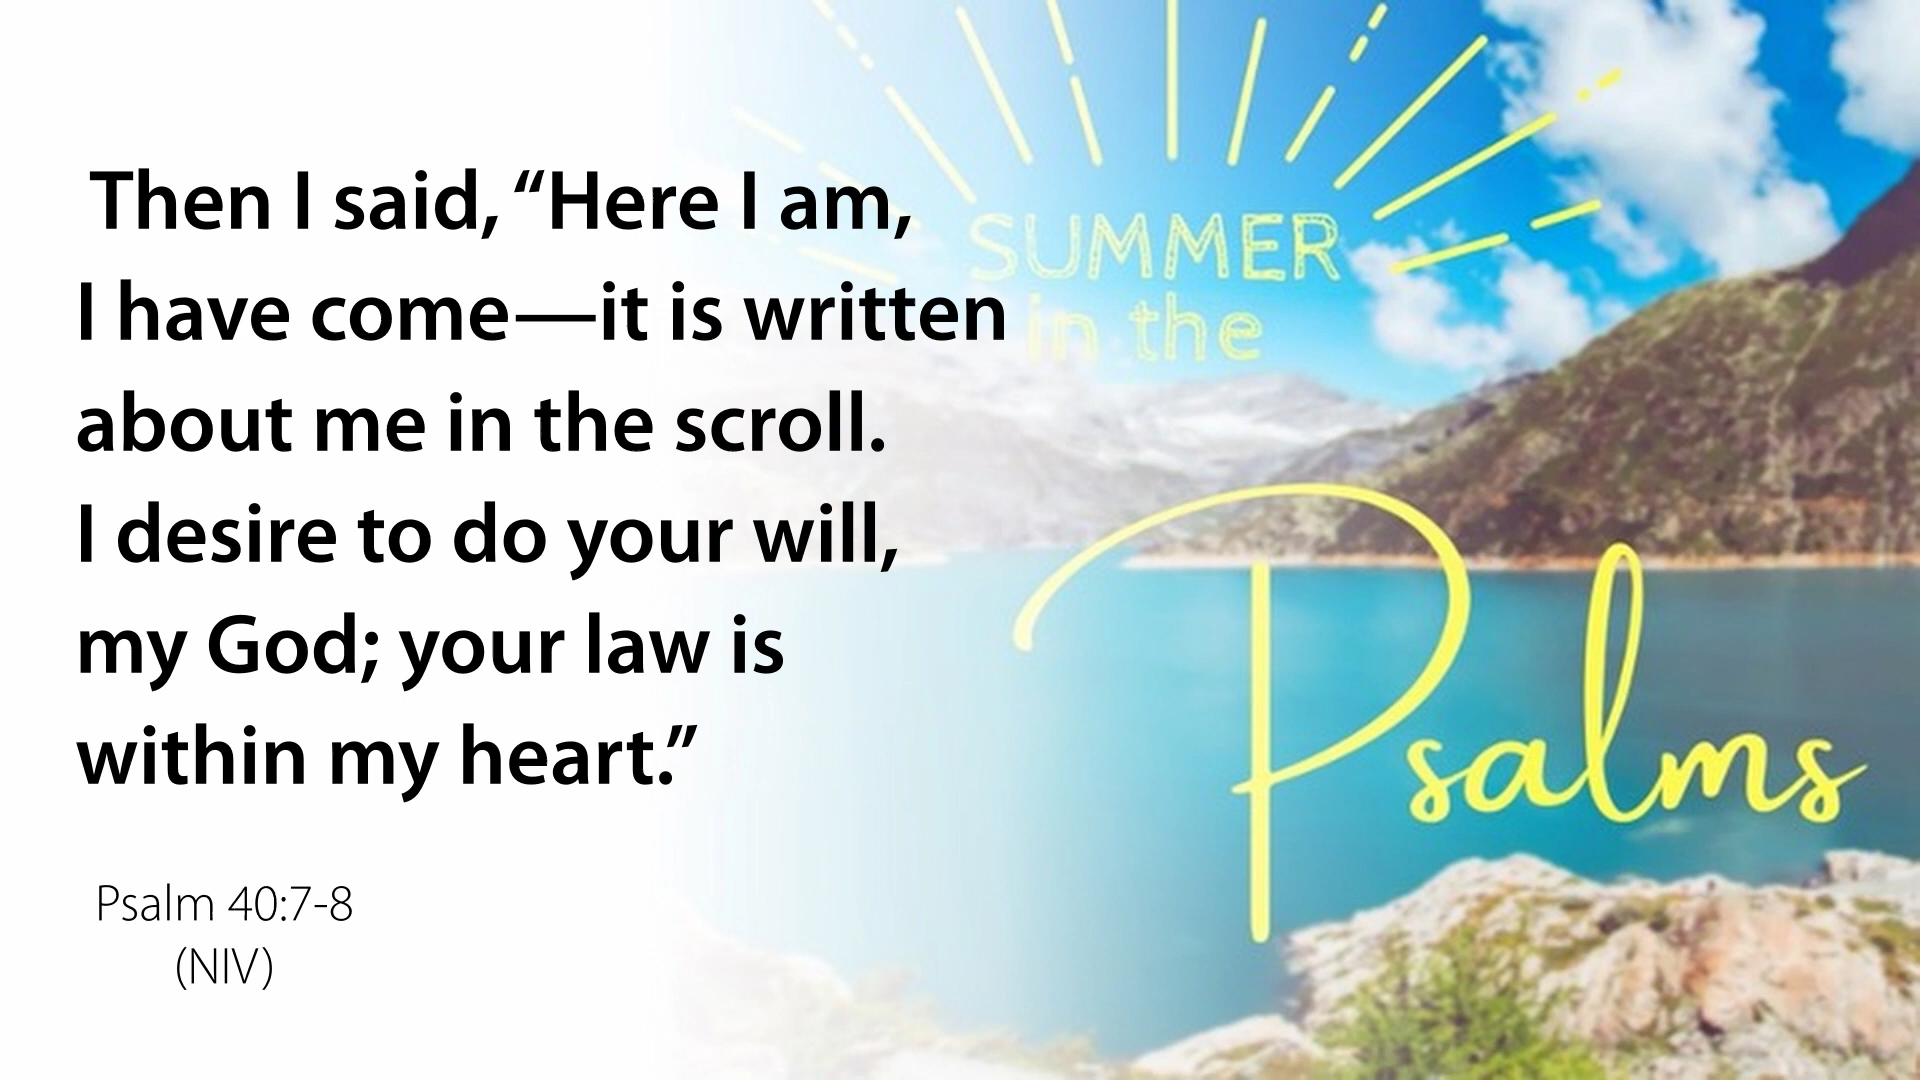 Then I said, “Here I am,
I have come—it is written
about me in the scroll.
I desire to do your will,
my God; your law is
within my heart.”
Psalm 40:7-8
(NIV)
SUMMER
in the
Psalms